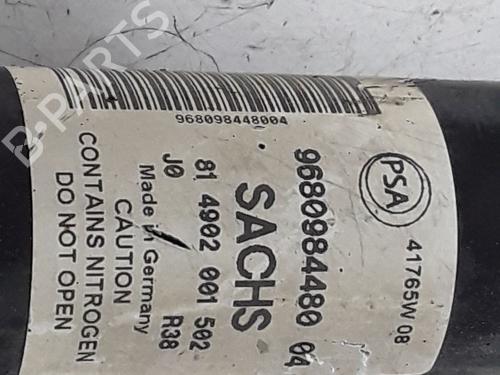 PSA
41765W 08
9680984480 04
SACHS
81 4902 001 502
J0
R38
Made in Germany
CAUTION
CONTAINS NITROGEN
DO NOT OPEN
968098448004
B-PARTS